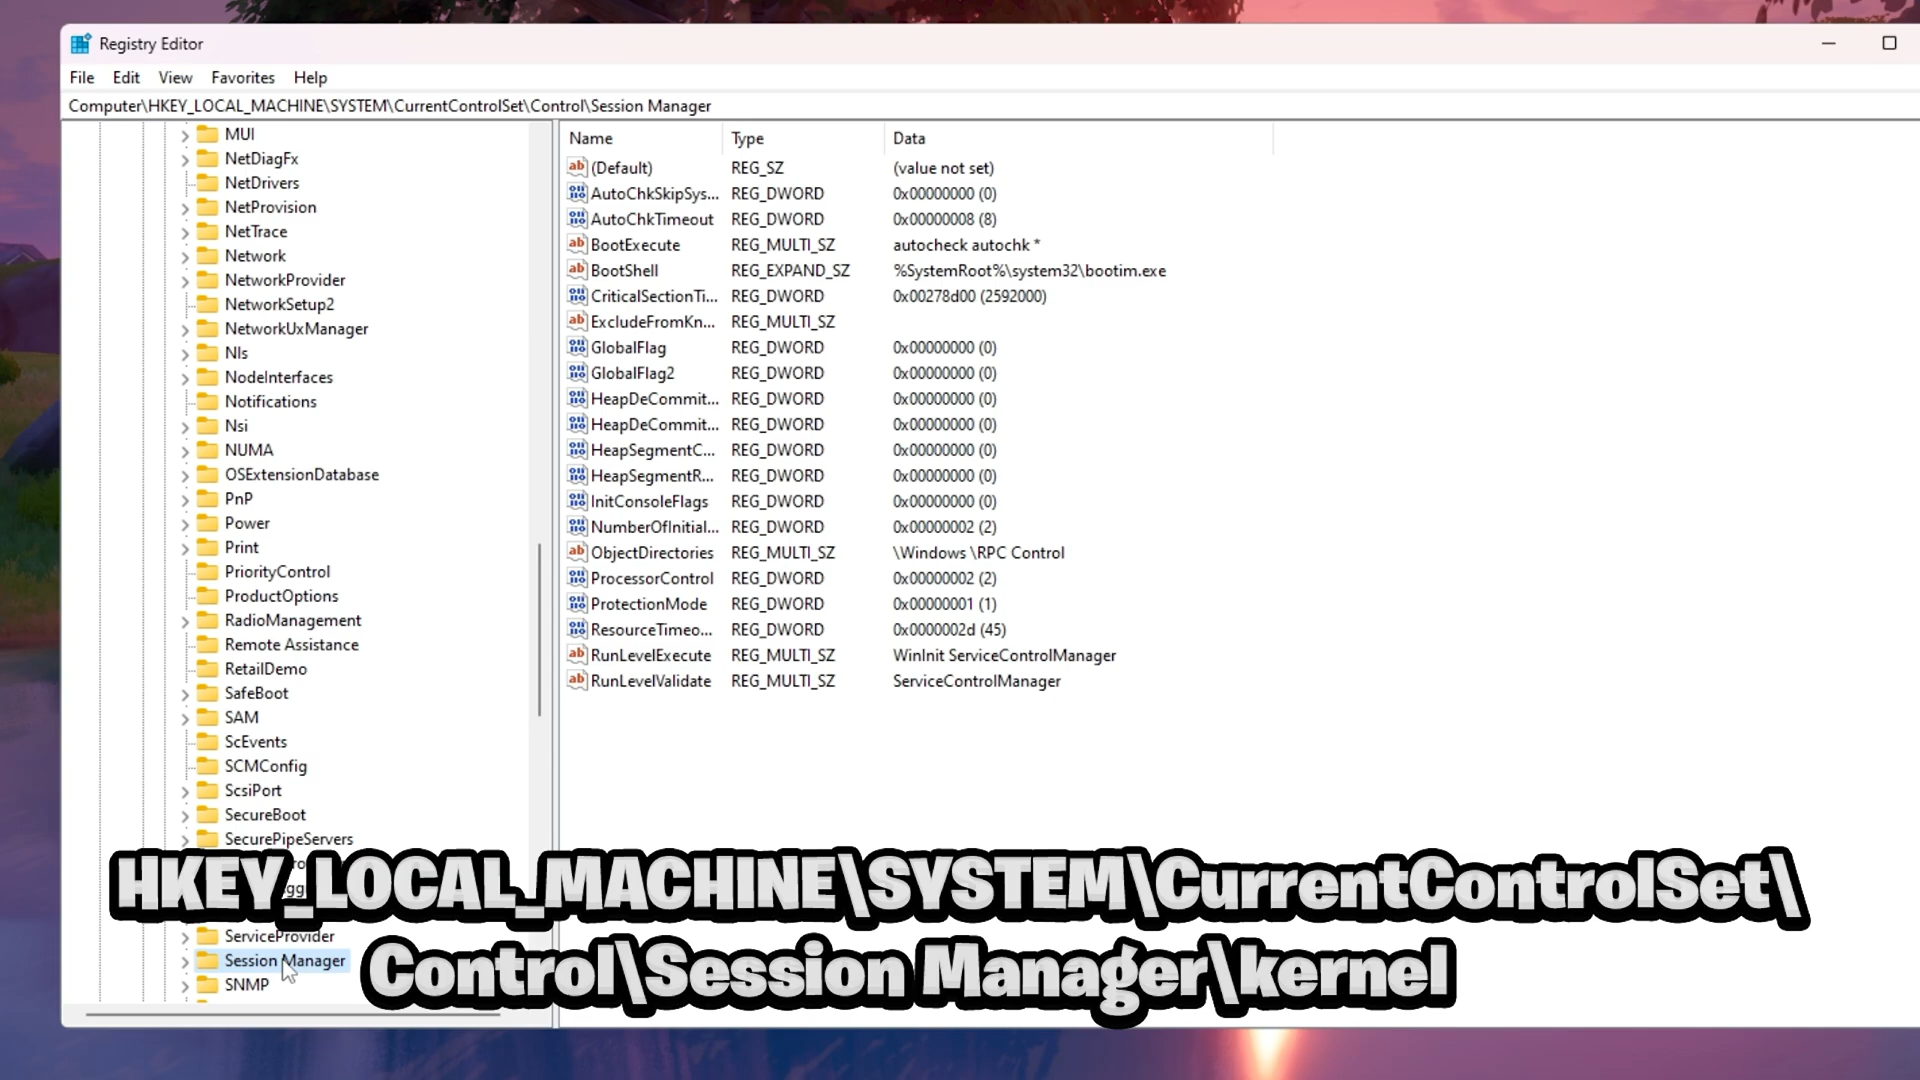 Registry Editor
File Edit View Favorites Help
Computer\HKEY_LOCAL_MACHINE\SYSTEM\CurrentControlSet\Control\Session Manager
MUI
NetDiagFx
NetDrivers
NetProvision
NetTrace
Network
NetworkProvider
NetworkSetup2
NetworkUxManager
Nls
NodeInterfaces
Notifications
Nsi
NUMA
OSExtensionDatabase
PnP
Power
Print
PriorityControl
ProductOptions
RadioManagement
Remote Assistance
RetailDemo
SafeBoot
SAM
ScEvents
SCMConfig
ScsiPort
SecureBoot
SecurePipeServers
ServiceProvider
Session Manager
SNMP
Name Type Data
(Default) REG_SZ (value not set)
AutoChkSkipSys... REG_DWORD 0x00000000 (0)
AutoChkTimeout REG_DWORD 0x00000008 (8)
BootExecute REG_MULTI_SZ autocheck autochk *
BootShell REG_EXPAND_SZ %SystemRoot%\system32\bootim.exe
CriticalSectionTi... REG_DWORD 0x00278d00 (2592000)
ExcludeFromKn... REG_MULTI_SZ
GlobalFlag REG_DWORD 0x00000000 (0)
GlobalFlag2 REG_DWORD 0x00000000 (0)
HeapDeCommit... REG_DWORD 0x00000000 (0)
HeapDeCommit... REG_DWORD 0x00000000 (0)
HeapSegmentC... REG_DWORD 0x00000000 (0)
HeapSegmentR... REG_DWORD 0x00000000 (0)
InitConsoleFlags REG_DWORD 0x00000000 (0)
NumberOfInitial... REG_DWORD 0x00000002 (2)
ObjectDirectories REG_MULTI_SZ \Windows \RPC Control
ProcessorControl REG_DWORD 0x00000002 (2)
ProtectionMode REG_DWORD 0x00000001 (1)
ResourceTimeo... REG_DWORD 0x0000002d (45)
RunLevelExecute REG_MULTI_SZ WinInit ServiceControlManager
RunLevelValidate REG_MULTI_SZ ServiceControlManager
HKEY_LOCAL_MACHINE\SYSTEM\CurrentControlSet\
Control\Session Manager\kernel